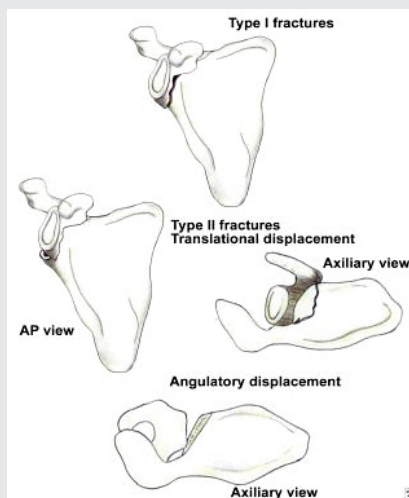 Type I fractures
Type II fractures
Translational displacement
Axiliary view
AP view
Angulatory displacement
Axiliary view